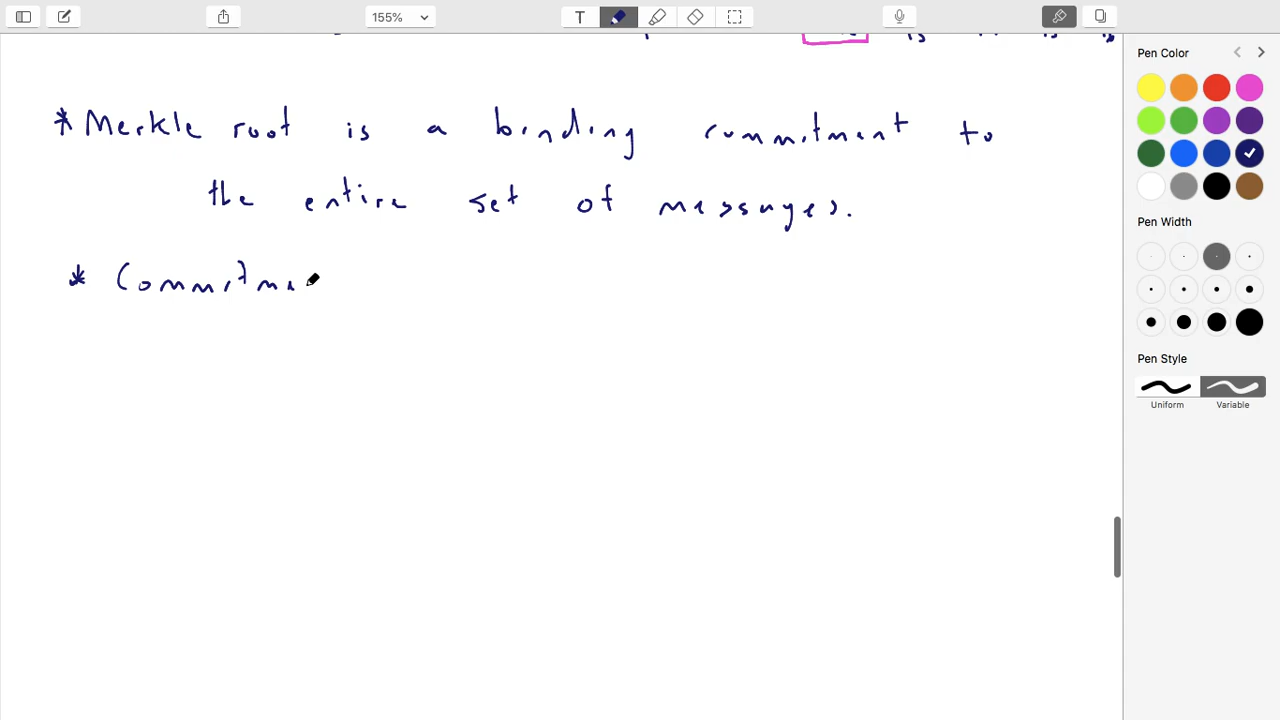 155%
T
Pen Color
* Merkle root is a binding commitment to
the entire set of messages.
* Commitme
Pen Width
Pen Style
Uniform
Variable